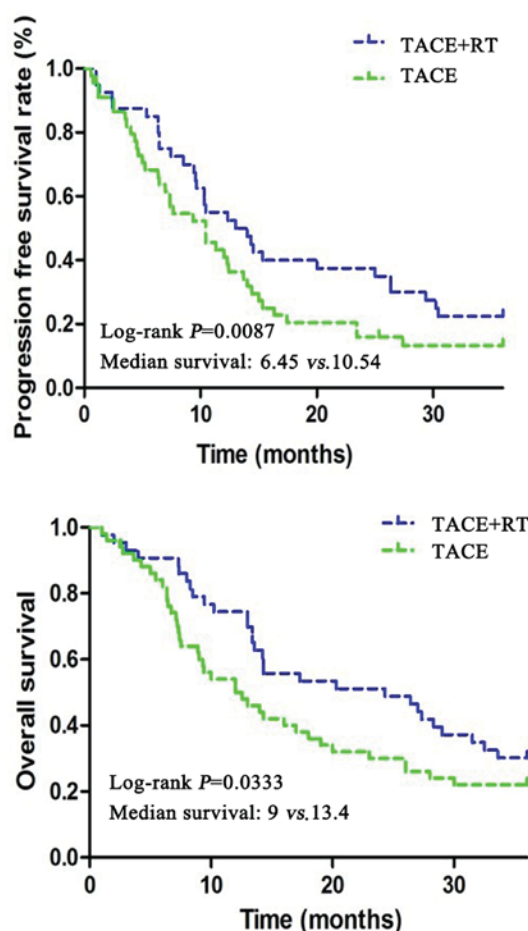 Progression free survival rate (%)
TACE+RT
TACE
1.0
0.8
0.6
0.4
0.2
0.0
Log-rank P=0.0087
Median survival: 6.45 vs.10.54
0
10
20
30
Time (months)
Overall survival
TACE+RT
TACE
1.0
0.8
0.6
0.4
0.2
0.0
Log-rank P=0.0333
Median survival: 9 vs.13.4
0
10
20
30
Time (months)